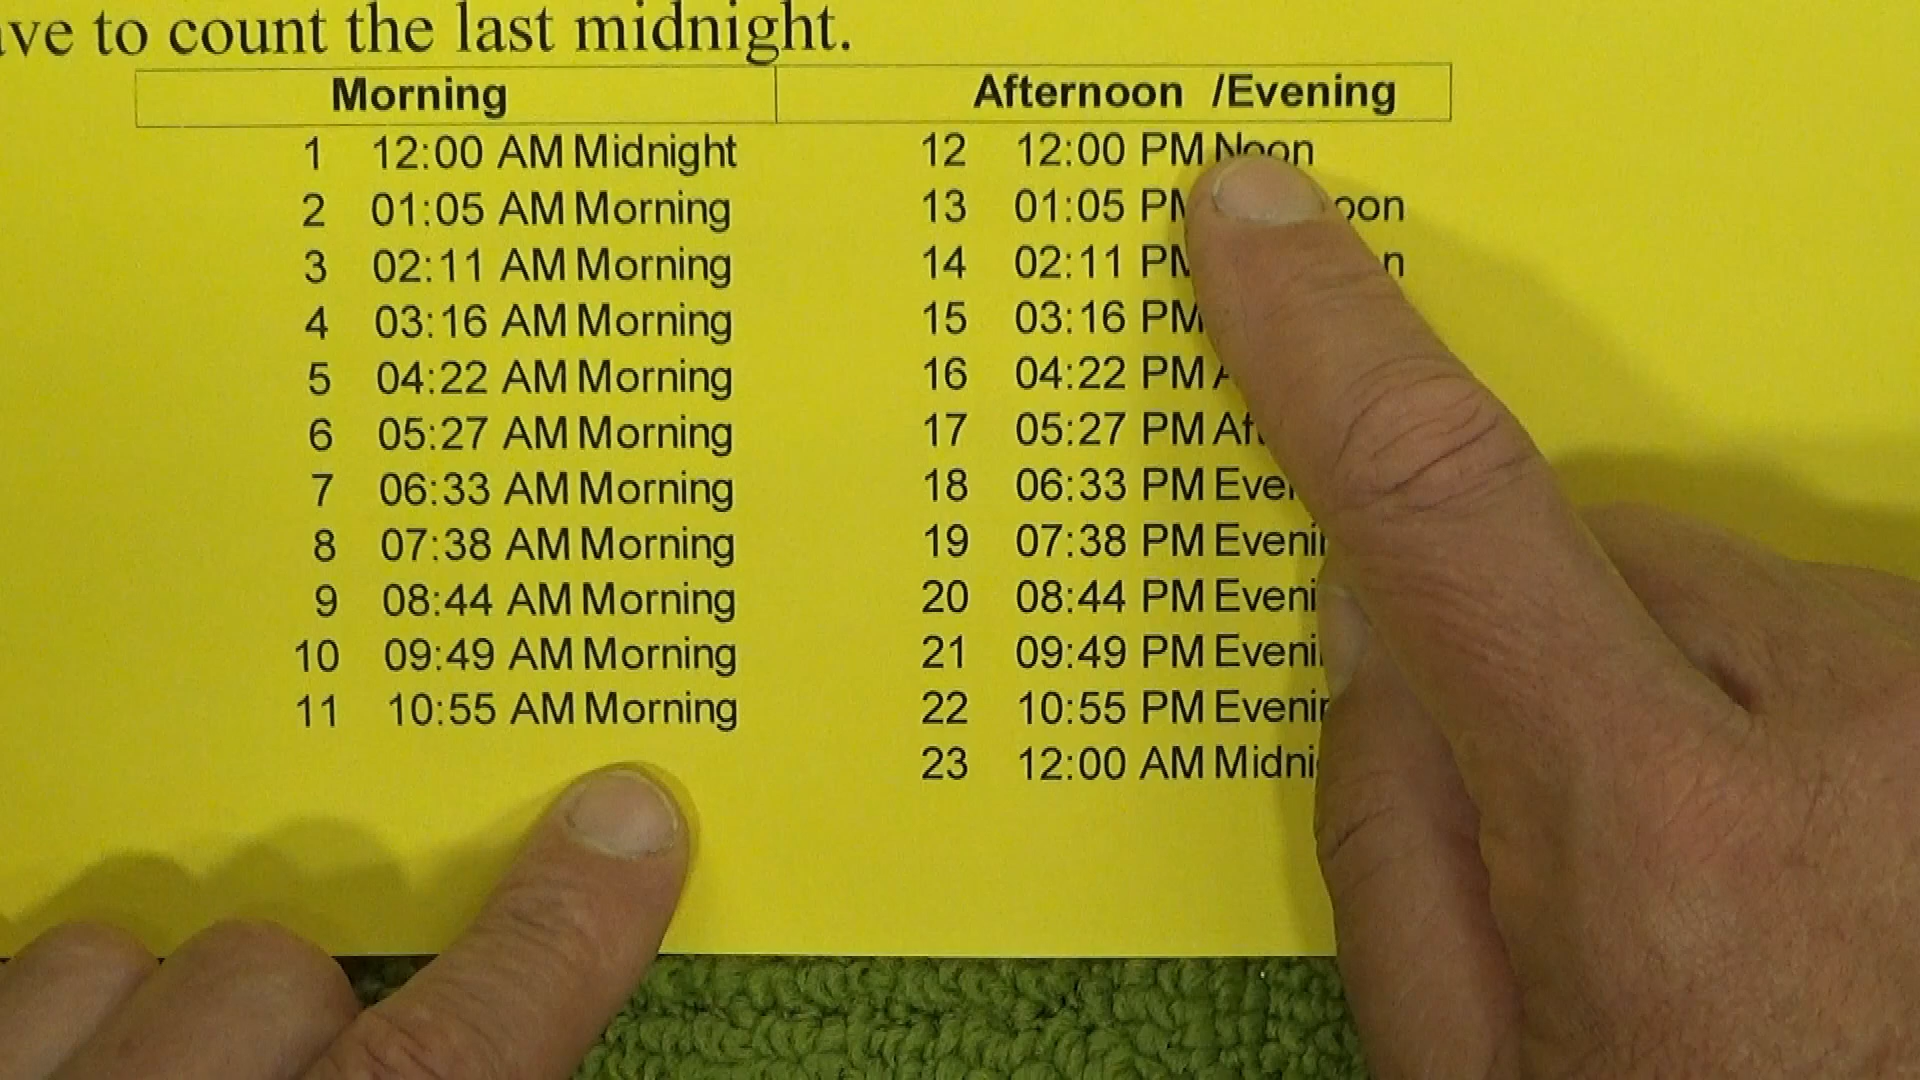 to count the last midnight.
Morning Afternoon /Evening
1 12:00 AM Midnight 12 12:00 PM Noon
2 01:05 AM Morning 13 01:05 PM
3 02:11 AM Morning 14 02:11 PM
4 03:16 AM Morning 15 03:16 PM
5 04:22 AM Morning 16 04:22 PM
6 05:27 AM Morning 17 05:27 PM
7 06:33 AM Morning 18 06:33 PM
8 07:38 AM Morning 19 07:38 PM
9 08:44 AM Morning 20 08:44 PM
10 09:49 AM Morning 21 09:49 PM
11 10:55 AM Morning 22 10:55 PM
23 12:00 AM